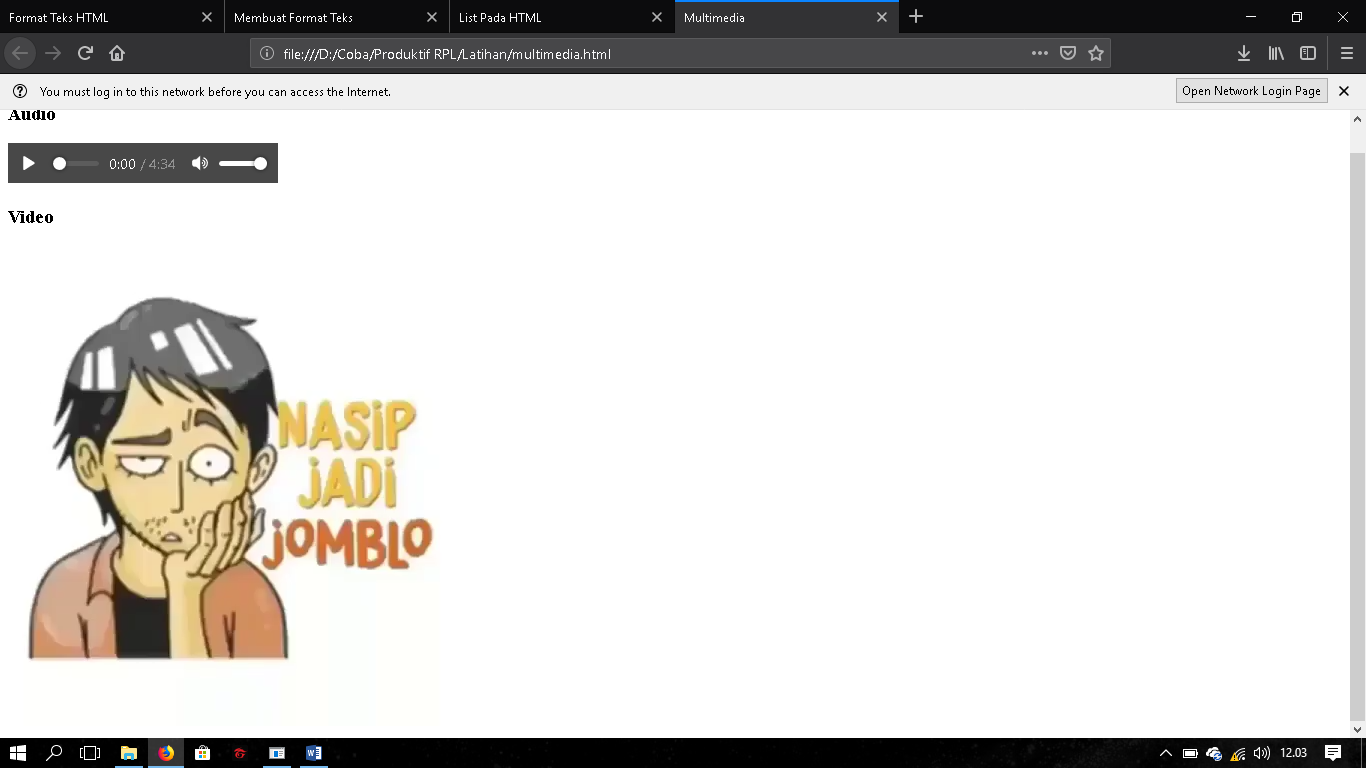 Format Teks HTML
Membuat Format Teks
List Pada HTML
Multimedia
file:///D:/Coba/Produktif RPL/Latihan/multimedia.html
You must log in to this network before you can access the Internet.
Open Network Login Page
Audio
0:00 / 4:34
Video
NASiP
jADi
jOMBLO
12.03